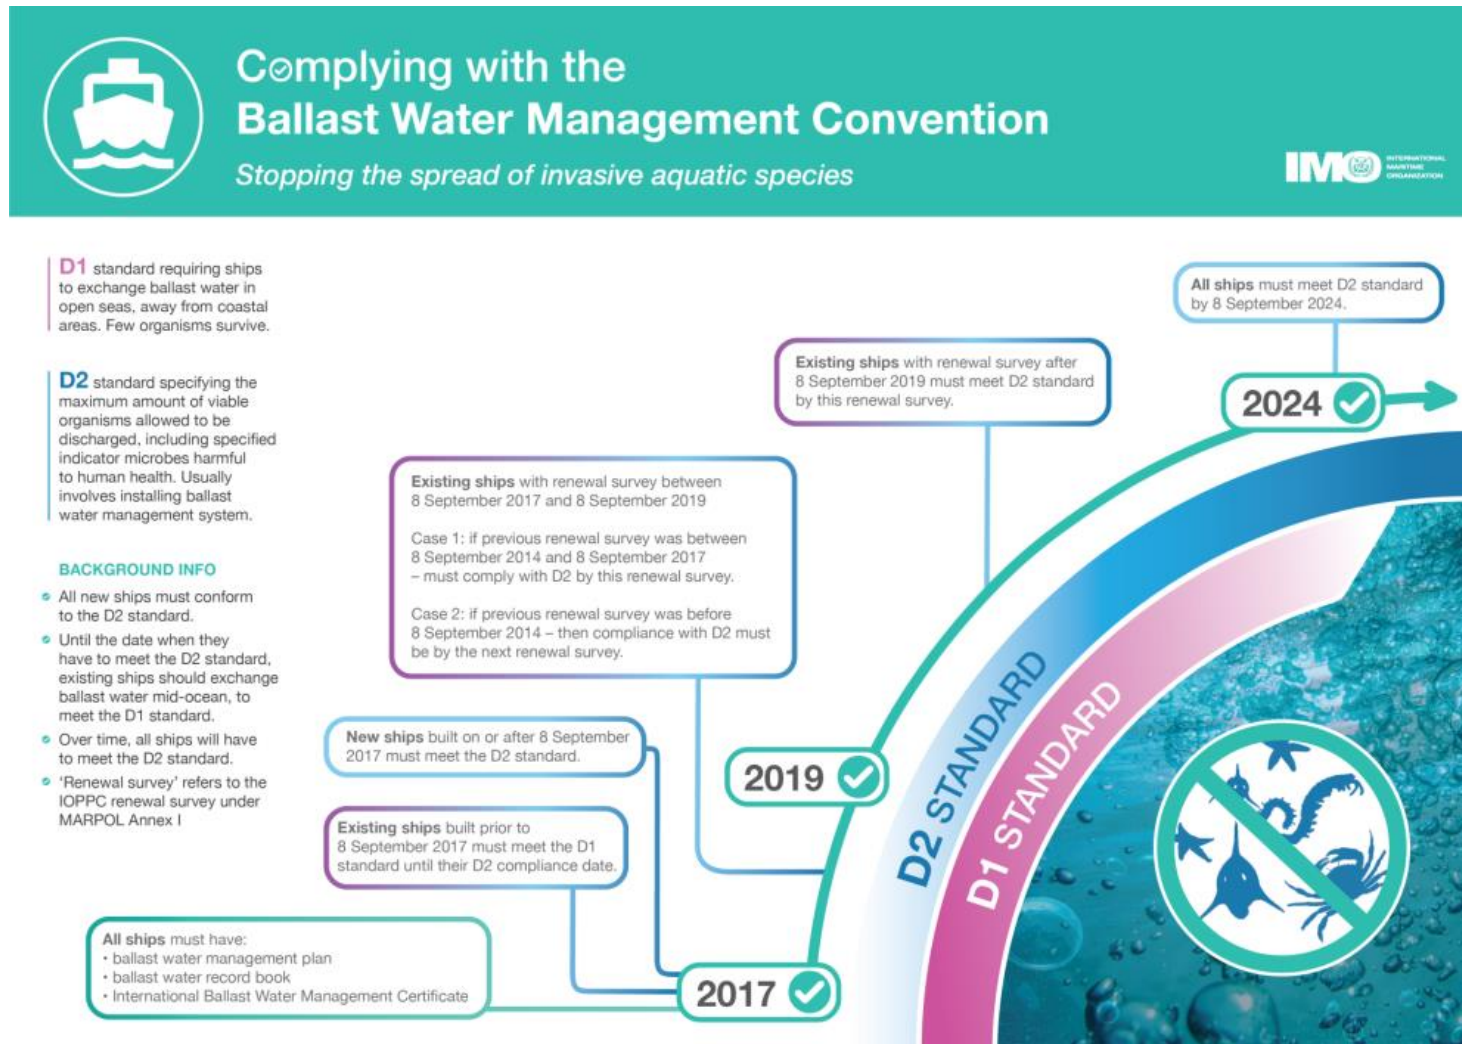 Complying with the
Ballast Water Management Convention
Stopping the spread of invasive aquatic species
IMO
INTERNATIONAL
MARITIME
ORGANIZATION
D1 standard requiring ships
to exchange ballast water in
open seas, away from coastal
areas. Few organisms survive.
D2 standard specifying the
maximum amount of viable
organisms allowed to be
discharged, including specified
indicator microbes harmful
to human health. Usually
involves installing ballast
water management system.
BACKGROUND INFO
All new ships must conform
to the D2 standard.
Until the date when they
have to meet the D2 standard,
existing ships should exchange
ballast water mid-ocean, to
meet the D1 standard.
Over time, all ships will have
to meet the D2 standard.
'Renewal survey' refers to the
IOPPC renewal survey under
MARPOL Annex I
All ships must meet D2 standard
by 8 September 2024.
2024
Existing ships with renewal survey after
8 September 2019 must meet D2 standard
by this renewal survey.
Existing ships with renewal survey between
8 September 2017 and 8 September 2019
Case 1: if previous renewal survey was between
8 September 2014 and 8 September 2017
– must comply with D2 by this renewal survey.
Case 2: if previous renewal survey was before
8 September 2014 – then compliance with D2 must
be by the next renewal survey.
2019
New ships built on or after 8 September
2017 must meet the D2 standard.
Existing ships built prior to
8 September 2017 must meet the D1
standard until their D2 compliance date.
All ships must have:
• ballast water management plan
• ballast water record book
• International Ballast Water Management Certificate
2017
D2 STANDARD
D1 STANDARD